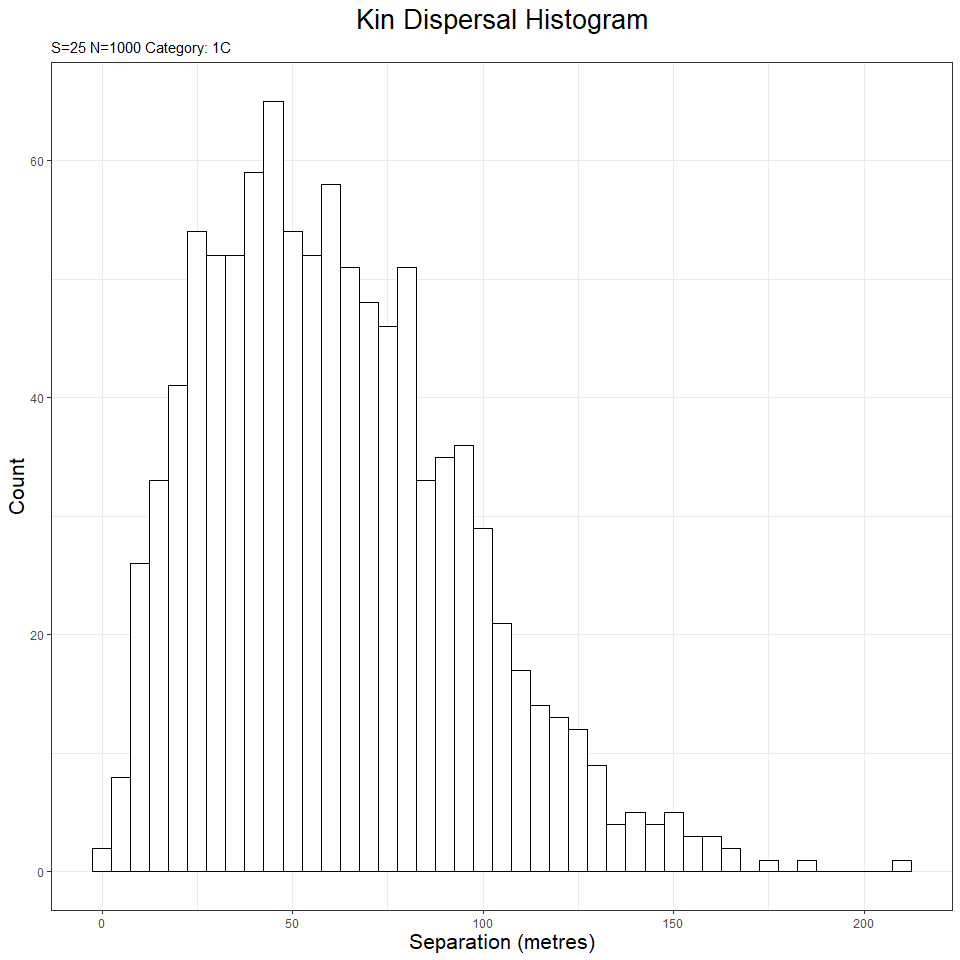 Kin Dispersal Histogram
S=25 N=1000 Category: 1C
Count
60
40
20
0
0 50 100 150 200
Separation (metres)